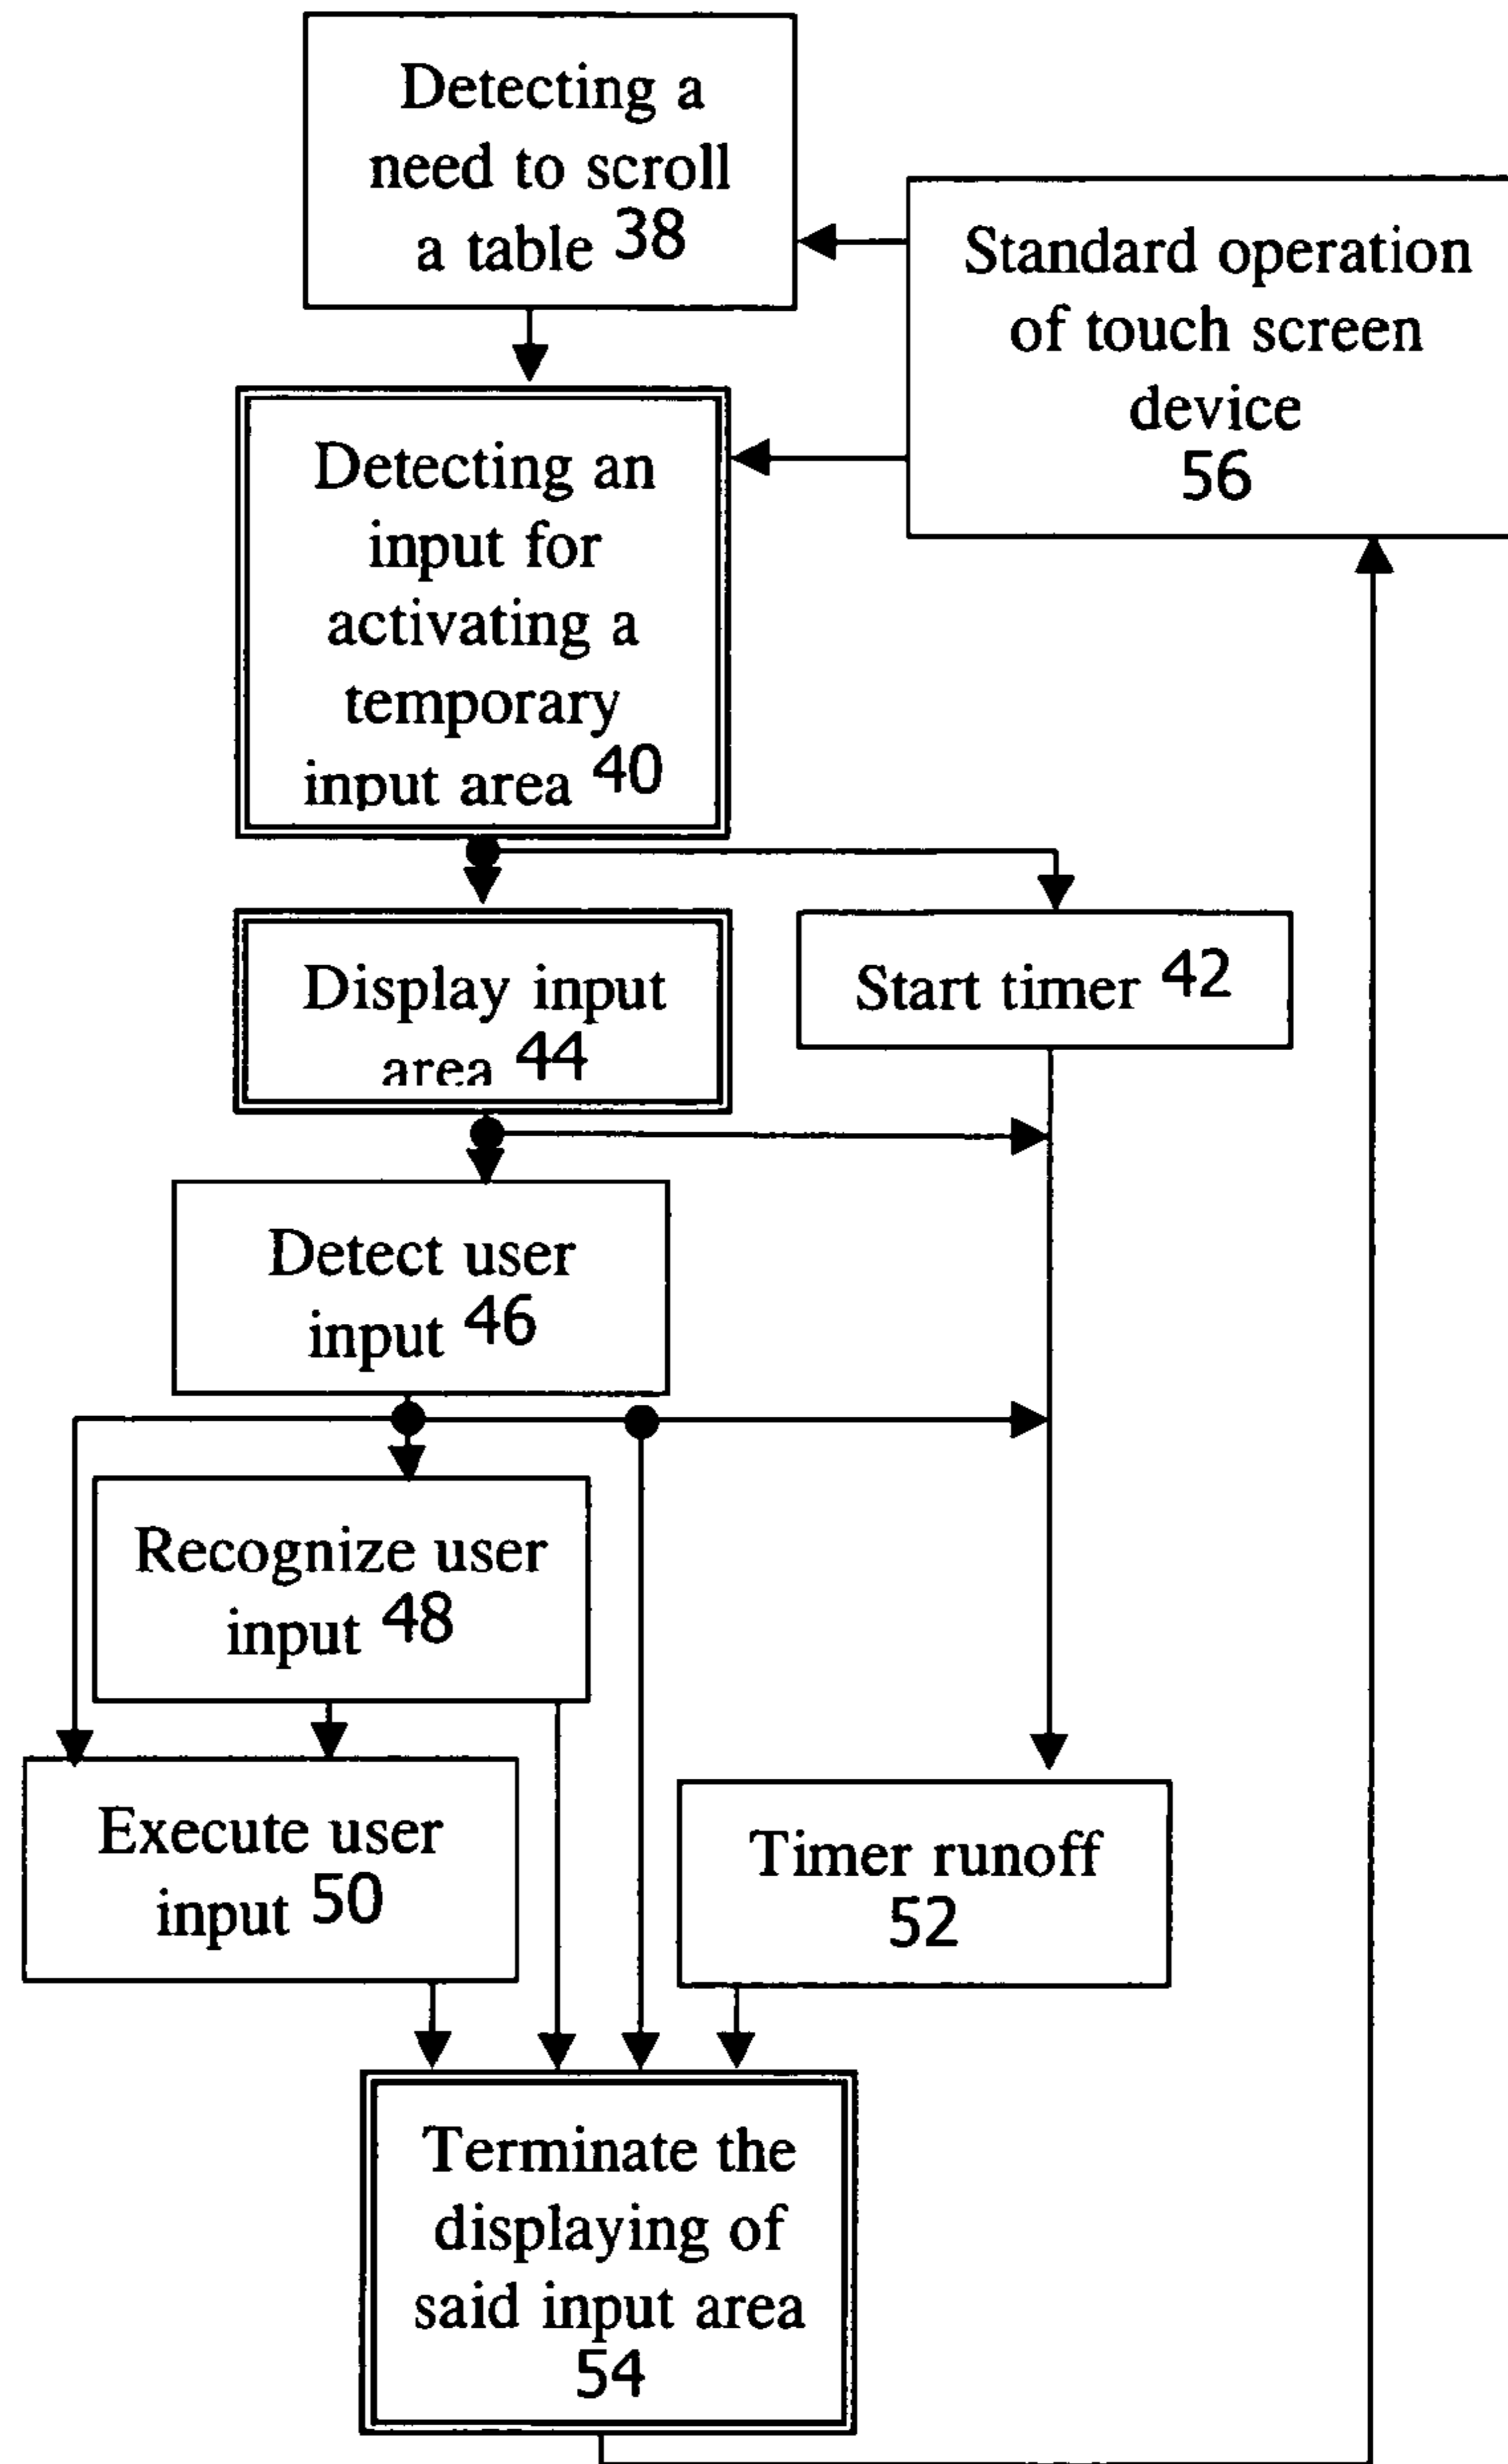 Detecting a
need to scroll
a table 38
Standard operation
of touch screen
device
56
Detecting an
input for
activating a
temporary
input area 40
Display input
area 44
Start timer 42
Detect user
input 46
Recognize user
input 48
Execute user
input 50
Timer runoff
52
Terminate the
displaying of
said input area
54